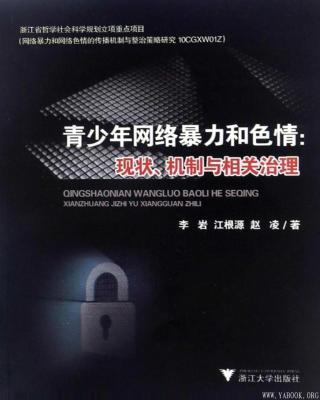 浙江省哲学社会科学规划立项重点项目
(网络暴力和网络色情的传播机制与整治策略研究 10CGXW01Z)
青少年网络暴力和色情:
现状、机制与相关治理
QINGSHAONIAN WANGLUO BAOLI HE SEQING
XIANZHUANG JIZHI YU XIANGGUAN ZHILI
李 岩 江根源 赵 凌/著
浙江大学出版社
ZHEJIANG UNIVERSITY PRESS
WWW.YABOOK.ORG